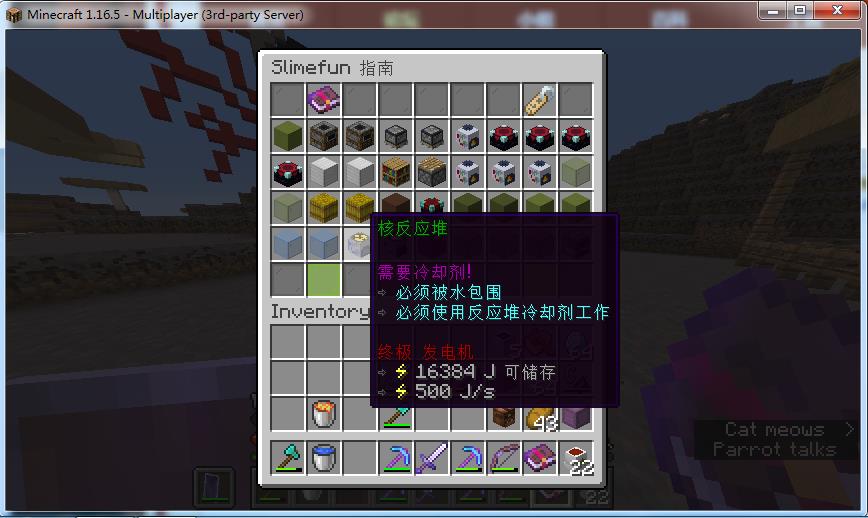 Minecraft 1.16.5 - Multiplayer (3rd-party Server)
Slimefun 指南
核反应堆
需要冷却剂!
⇨ 必须被水包围
⇨ 必须使用反应堆冷却剂工作
终极 发电机
⇨ ⚡ 16384 J 可储存
⇨ ⚡ 500 J/s
Inventory
43
22
Cat meows >
Parrot talks
22